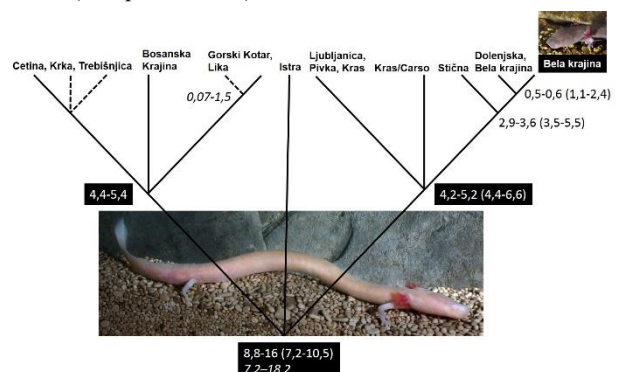 Cetina, Krka, Trebišnjica
Bosanska
Krajina
Gorski Kotar,
Lika
Istra
Ljubljanica,
Pivka, Kras
Kras/Carso
Stična
Dolenjska,
Bela krajina
Bela krajina
0,07-1,5
0,5-0,6 (1,1-2,4)
2,9-3,6 (3,5-5,5)
4,4-5,4
4,2-5,2 (4,4-6,6)
8,8-16 (7,2-10,5)
7,2–18,2